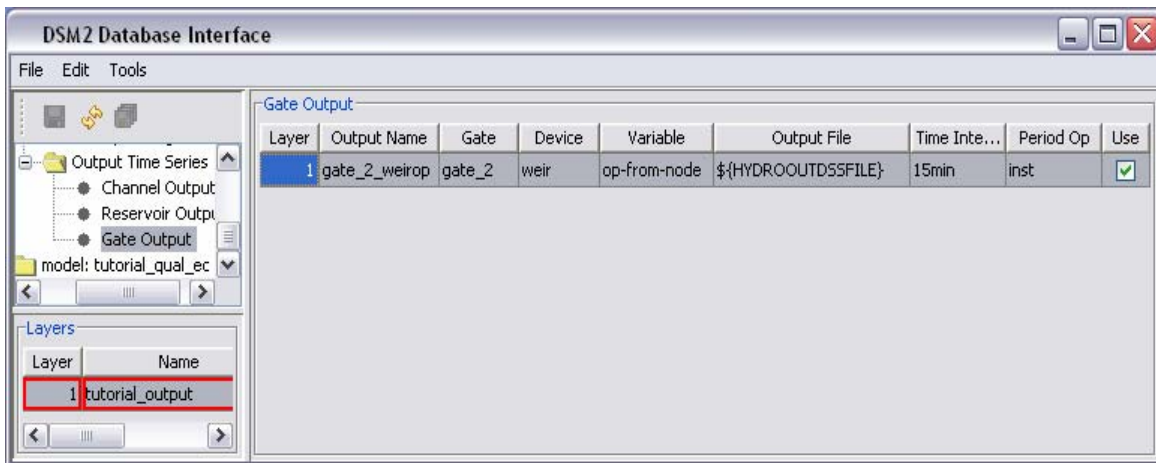 DSM2 Database Interface
File Edit Tools
Output Time Series
Channel Output
Reservoir Outpu
Gate Output
model: tutorial_qual_ec
Layers
Layer Name
1 tutorial_output
Gate Output
Layer Output Name Gate Device Variable Output File Time Inte... Period Op Use
1 gate_2_weirop gate_2 weir op-from-node ${HYDROOUTDSSFILE} 15min inst